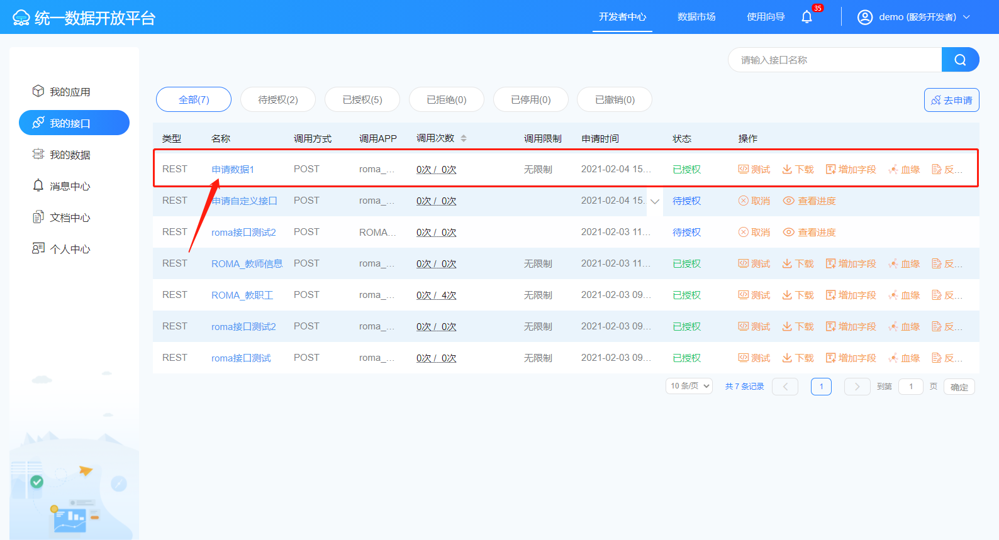 统一数据开放平台
开发者中心 数据市场 使用向导 35 demo (服务开发者)
请输入接口名称
我的应用
我的接口
我的数据
消息中心
文档中心
个人中心
全部(7) 待授权(2) 已授权(5) 已拒绝(0) 已停用(0) 已撤销(0) 去申请
类型 名称 调用方式 调用APP 调用次数 调用限制 申请时间 状态 操作
REST 申请数据1 POST roma_... 0次 / 0次 无限制 2021-02-04 15... 已授权 测试 下载 增加字段 血缘 反...
REST 申请自定义接口 POST roma_... 0次 / 0次 2021-02-04 15.. 待授权 取消 查看进度
REST roma接口测试2 POST ROMA... 0次 / 0次 2021-02-03 11... 待授权 取消 查看进度
REST ROMA_教师信息 POST roma_... 0次 / 0次 无限制 2021-02-03 11... 已授权 测试 下载 增加字段 血缘 反...
REST ROMA_教职工 POST roma_... 0次 / 4次 无限制 2021-02-03 09... 已授权 测试 下载 增加字段 血缘 反...
REST roma接口测试2 POST roma_... 0次 / 0次 无限制 2021-02-03 09... 已授权 测试 下载 增加字段 血缘 反...
REST roma接口测试 POST roma_... 0次 / 0次 无限制 2021-02-03 09... 已授权 测试 下载 增加字段 血缘 反...
10 条/页 共 7 条记录 1 到第 1 页 确定